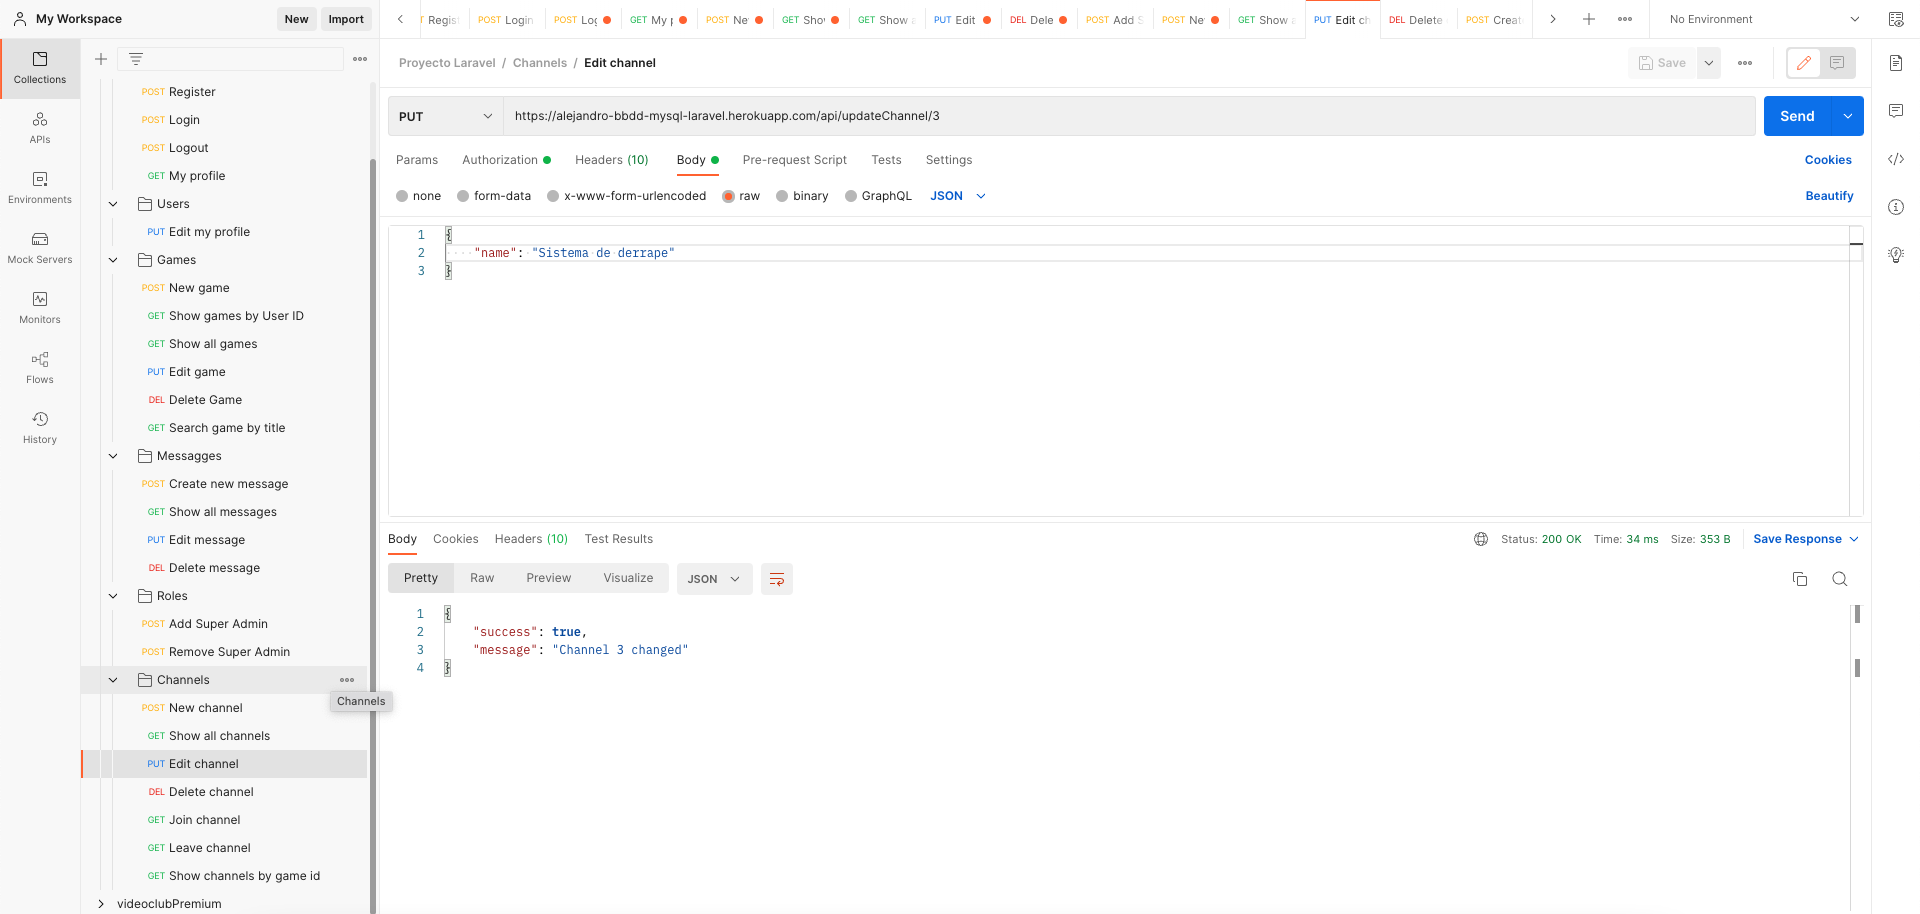 My Workspace
New
Import
Regis
POST Login
POST Log
GET My p
POST Ne
GET Show
GET Show a
PUT Edit
DEL Dele
POST Add S
POST Ne
GET Show a
PUT Edit ch
DEL Delete
POST Create
No Environment
Collections
APIs
Environments
Mock Servers
Monitors
Flows
History
POST Register
POST Login
POST Logout
GET My profile
Users
PUT Edit my profile
Games
POST New game
GET Show games by User ID
GET Show all games
PUT Edit game
DEL Delete Game
GET Search game by title
Messagges
POST Create new message
GET Show all messages
PUT Edit message
DEL Delete message
Roles
POST Add Super Admin
POST Remove Super Admin
Channels
Channels
POST New channel
GET Show all channels
PUT Edit channel
DEL Delete channel
GET Join channel
GET Leave channel
GET Show channels by game id
videoclubPremium
Proyecto Laravel / Channels / Edit channel
Save
PUT
https://alejandro-bbdd-mysql-laravel.herokuapp.com/api/updateChannel/3
Send
Params
Authorization
Headers (10)
Body
Pre-request Script
Tests
Settings
Cookies
none
form-data
x-www-form-urlencoded
raw
binary
GraphQL
JSON
Beautify
1 {
2 "name": "Sistema de derrape"
3 }
Body
Cookies
Headers (10)
Test Results
Status: 200 OK
Time: 34 ms
Size: 353 B
Save Response
Pretty
Raw
Preview
Visualize
JSON
1 {
2 "success": true,
3 "message": "Channel 3 changed"
4 }